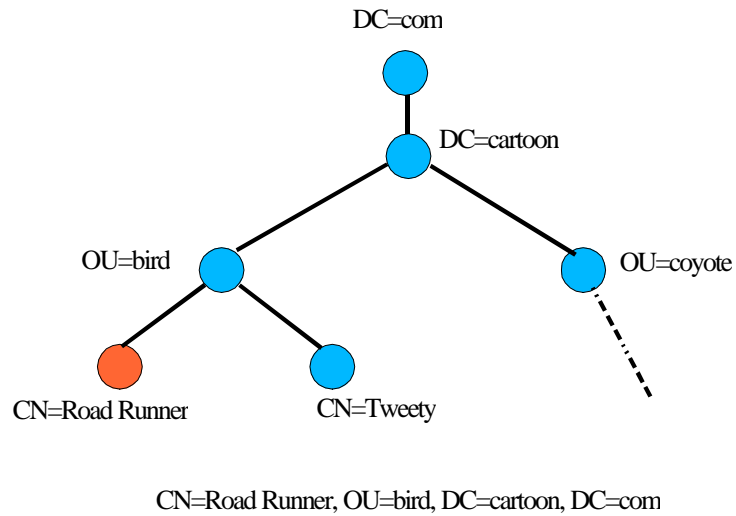 DC=com
DC=cartoon
OU=bird
OU=coyote
CN=Road Runner
CN=Tweety
CN=Road Runner, OU=bird, DC=cartoon, DC=com